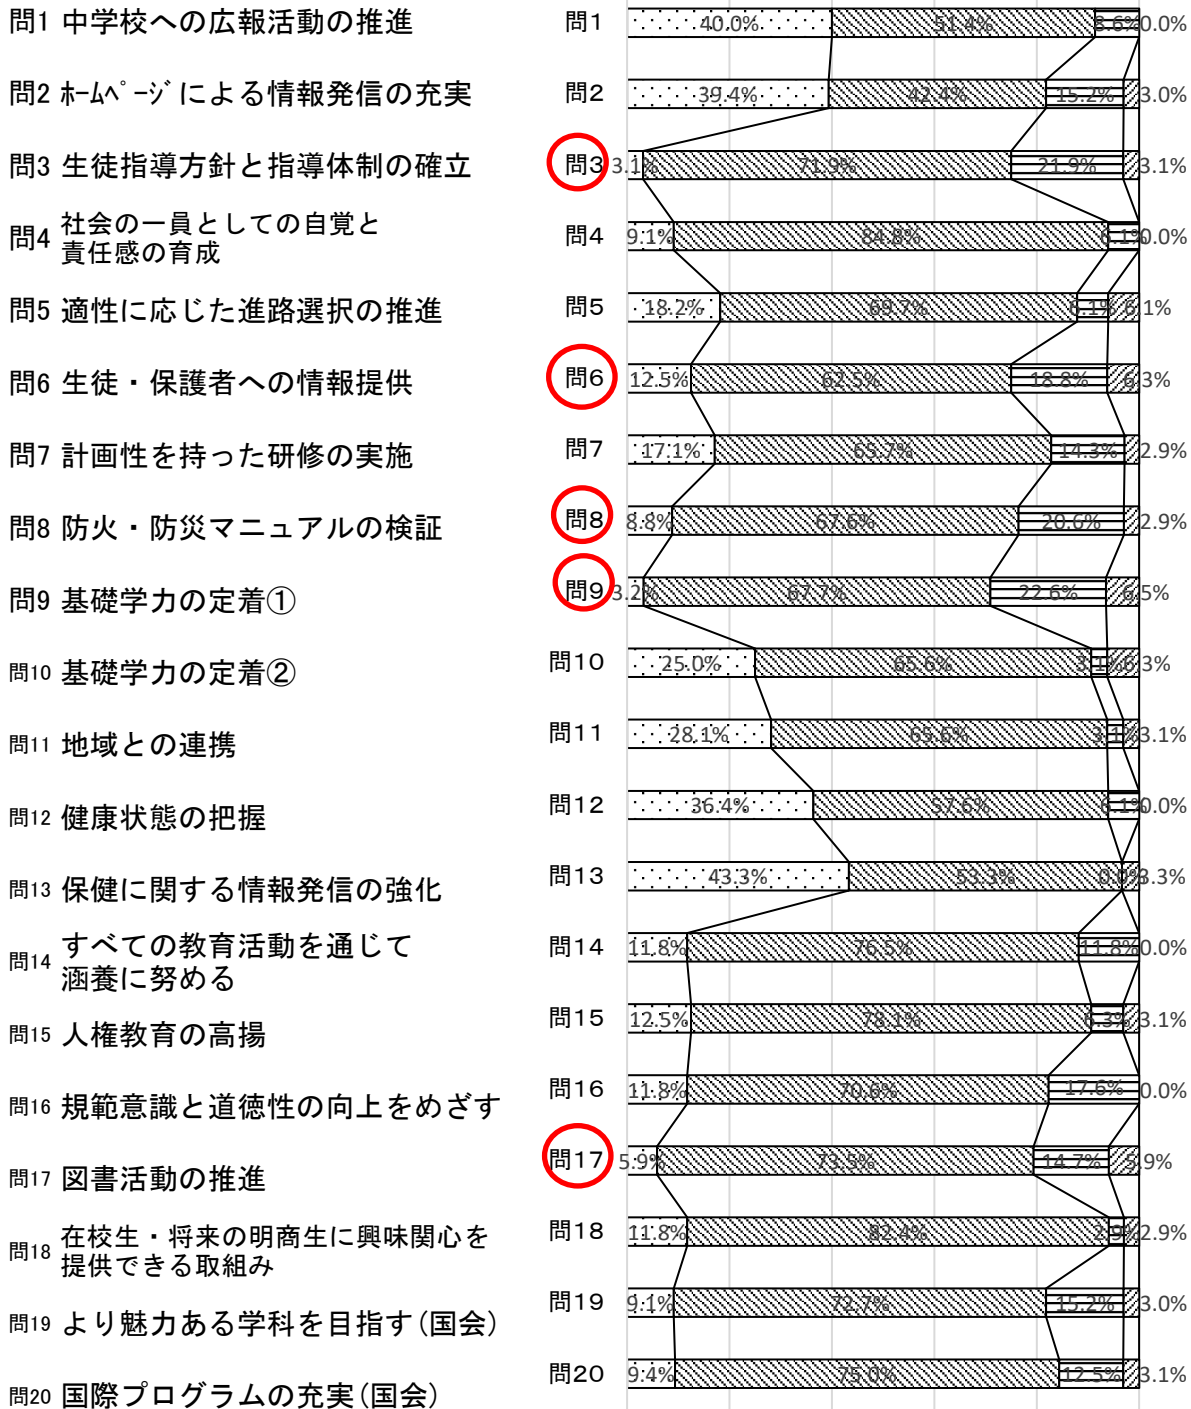 問1 中学校への広報活動の推進 問1 40.0% 51.4% 8.6% 0.0%
問2 ﾎｰﾑﾍﾟｰｼﾞによる情報発信の充実 問2 39.4% 42.4% 15.2% 3.0%
問3 生徒指導方針と指導体制の確立 問3 3.1% 71.9% 21.9% 3.1%
問4 社会の一員としての自覚と
責任感の育成 問4 9.1% 84.8% 6.1% 0.0%
問5 適性に応じた進路選択の推進 問5 18.2% 69.7% 6.1% 6.1%
問6 生徒・保護者への情報提供 問6 12.5% 62.5% 18.8% 6.3%
問7 計画性を持った研修の実施 問7 17.1% 65.7% 14.3% 2.9%
問8 防火・防災マニュアルの検証 問8 8.8% 67.6% 20.6% 2.9%
問9 基礎学力の定着① 問9 3.2% 67.7% 22.6% 6.5%
問10 基礎学力の定着② 問10 25.0% 65.6% 3.1% 6.3%
問11 地域との連携 問11 28.1% 65.6% 3.1% 3.1%
問12 健康状態の把握 問12 36.4% 57.6% 6.1% 0.0%
問13 保健に関する情報発信の強化 問13 43.3% 53.3% 0.0% 3.3%
問14 すべての教育活動を通じて
涵養に努める 問14 11.8% 76.5% 11.8% 0.0%
問15 人権教育の高揚 問15 12.5% 78.1% 6.3% 3.1%
問16 規範意識と道徳性の向上をめざす 問16 11.8% 70.6% 17.6% 0.0%
問17 図書活動の推進 問17 5.9% 73.5% 14.7% 5.9%
問18 在校生・将来の明商生に興味関心を
提供できる取組み 問18 11.8% 82.4% 2.9% 2.9%
問19 より魅力ある学科を目指す(国会) 問19 9.1% 72.7% 15.2% 3.0%
問20 国際プログラムの充実(国会) 問20 9.4% 75.0% 12.5% 3.1%